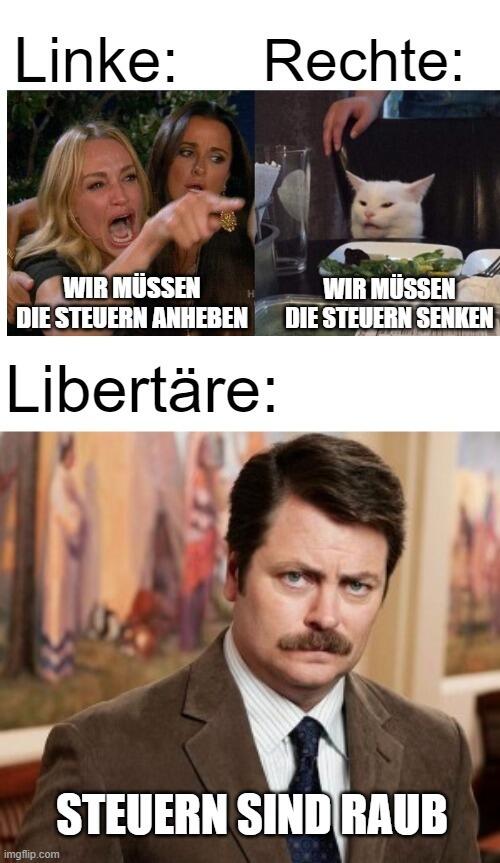 Linke:
Rechte:
WIR MÜSSEN
DIE STEUERN ANHEBEN
WIR MÜSSEN
DIE STEUERN SENKEN
Libertäre:
STEUERN SIND RAUB
imgflip.com